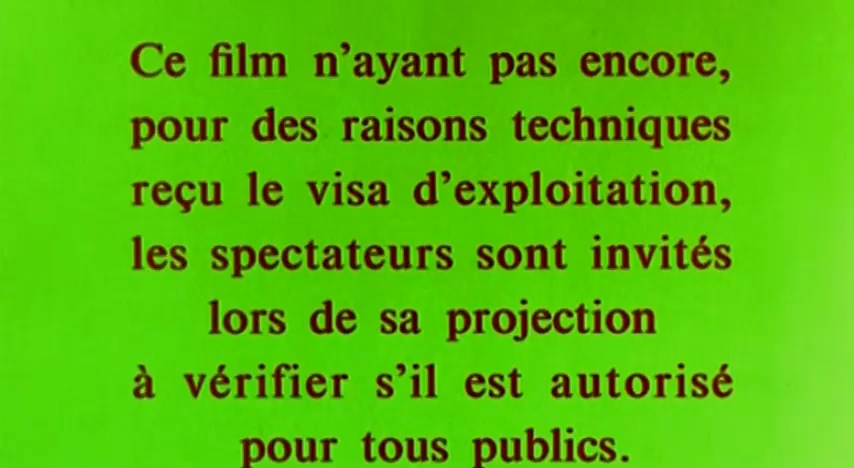 Ce film n'ayant pas encore,
pour des raisons techniques
reçu le visa d'exploitation,
les spectateurs sont invités
lors de sa projection
à vérifier s'il est autorisé
pour tous publics.